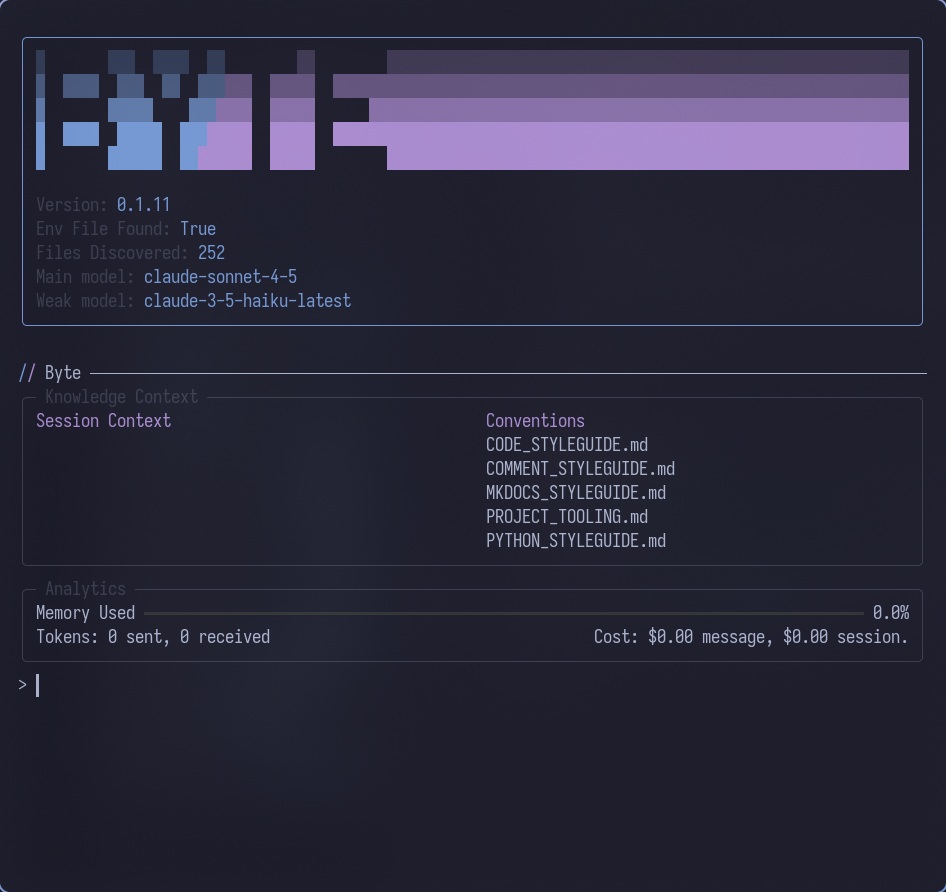 BYTE
Version: 0.1.11
Env File Found: True
Files Discovered: 252
Main model: claude-sonnet-4-5
Weak model: claude-3-5-haiku-latest
// Byte
Knowledge Context
Session Context
Conventions
CODE_STYLEGUIDE.md
COMMENT_STYLEGUIDE.md
MKDOCS_STYLEGUIDE.md
PROJECT_TOOLING.md
PYTHON_STYLEGUIDE.md
Analytics
Memory Used 0.0%
Tokens: 0 sent, 0 received Cost: $0.00 message, $0.00 session.
>